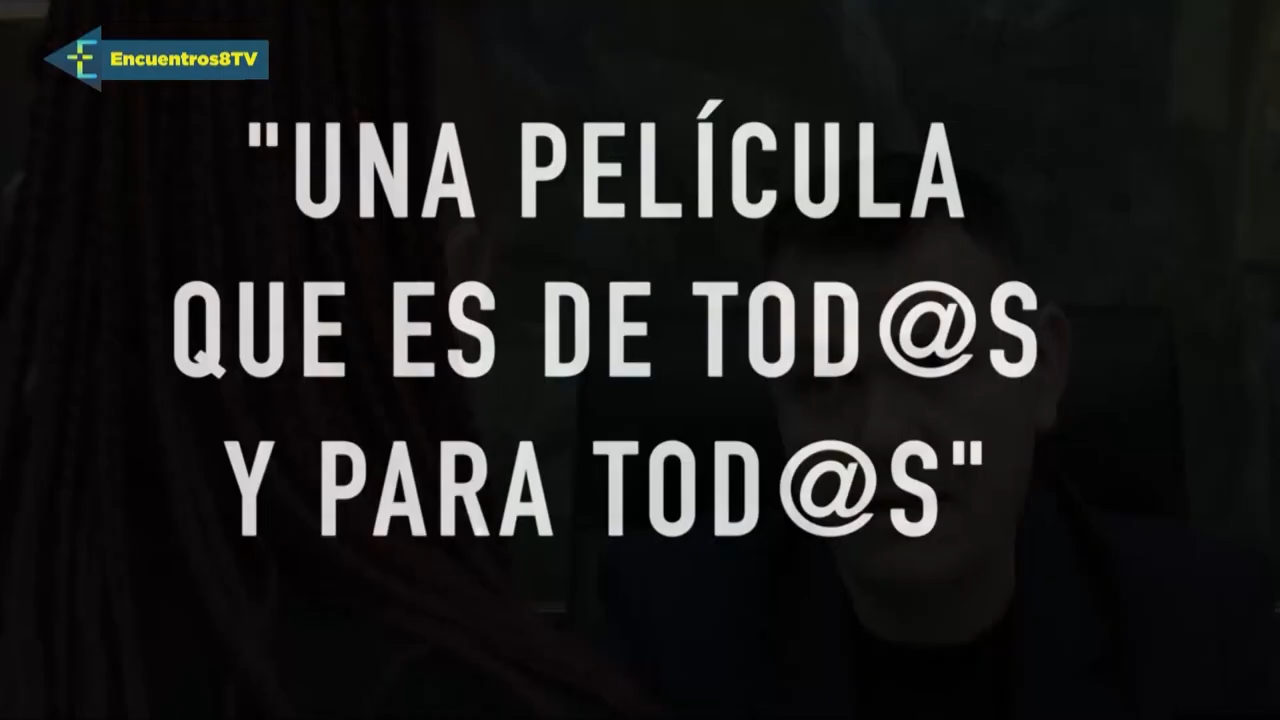 Encuentros8TV
"UNA PELÍCULA
QUE ES DE TOD@S
Y PARA TOD@S"